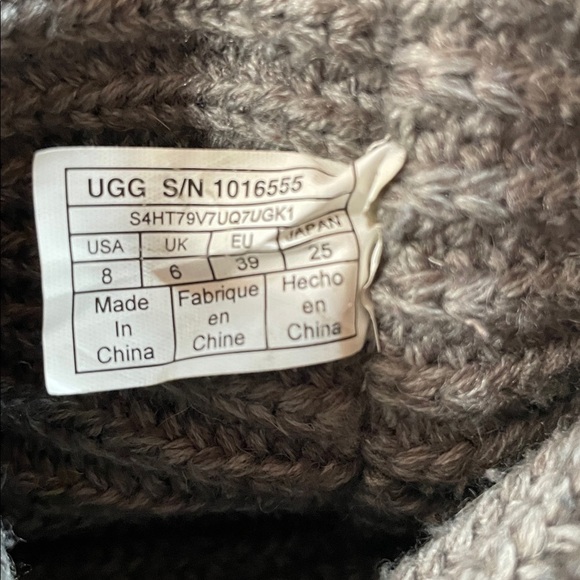 UGG S/N 1016555
S4HT79V7UQ7UGK1
USA UK EU JAPAN
8 6 39 25
Made Fabrique Hecho
In en en
China Chine China